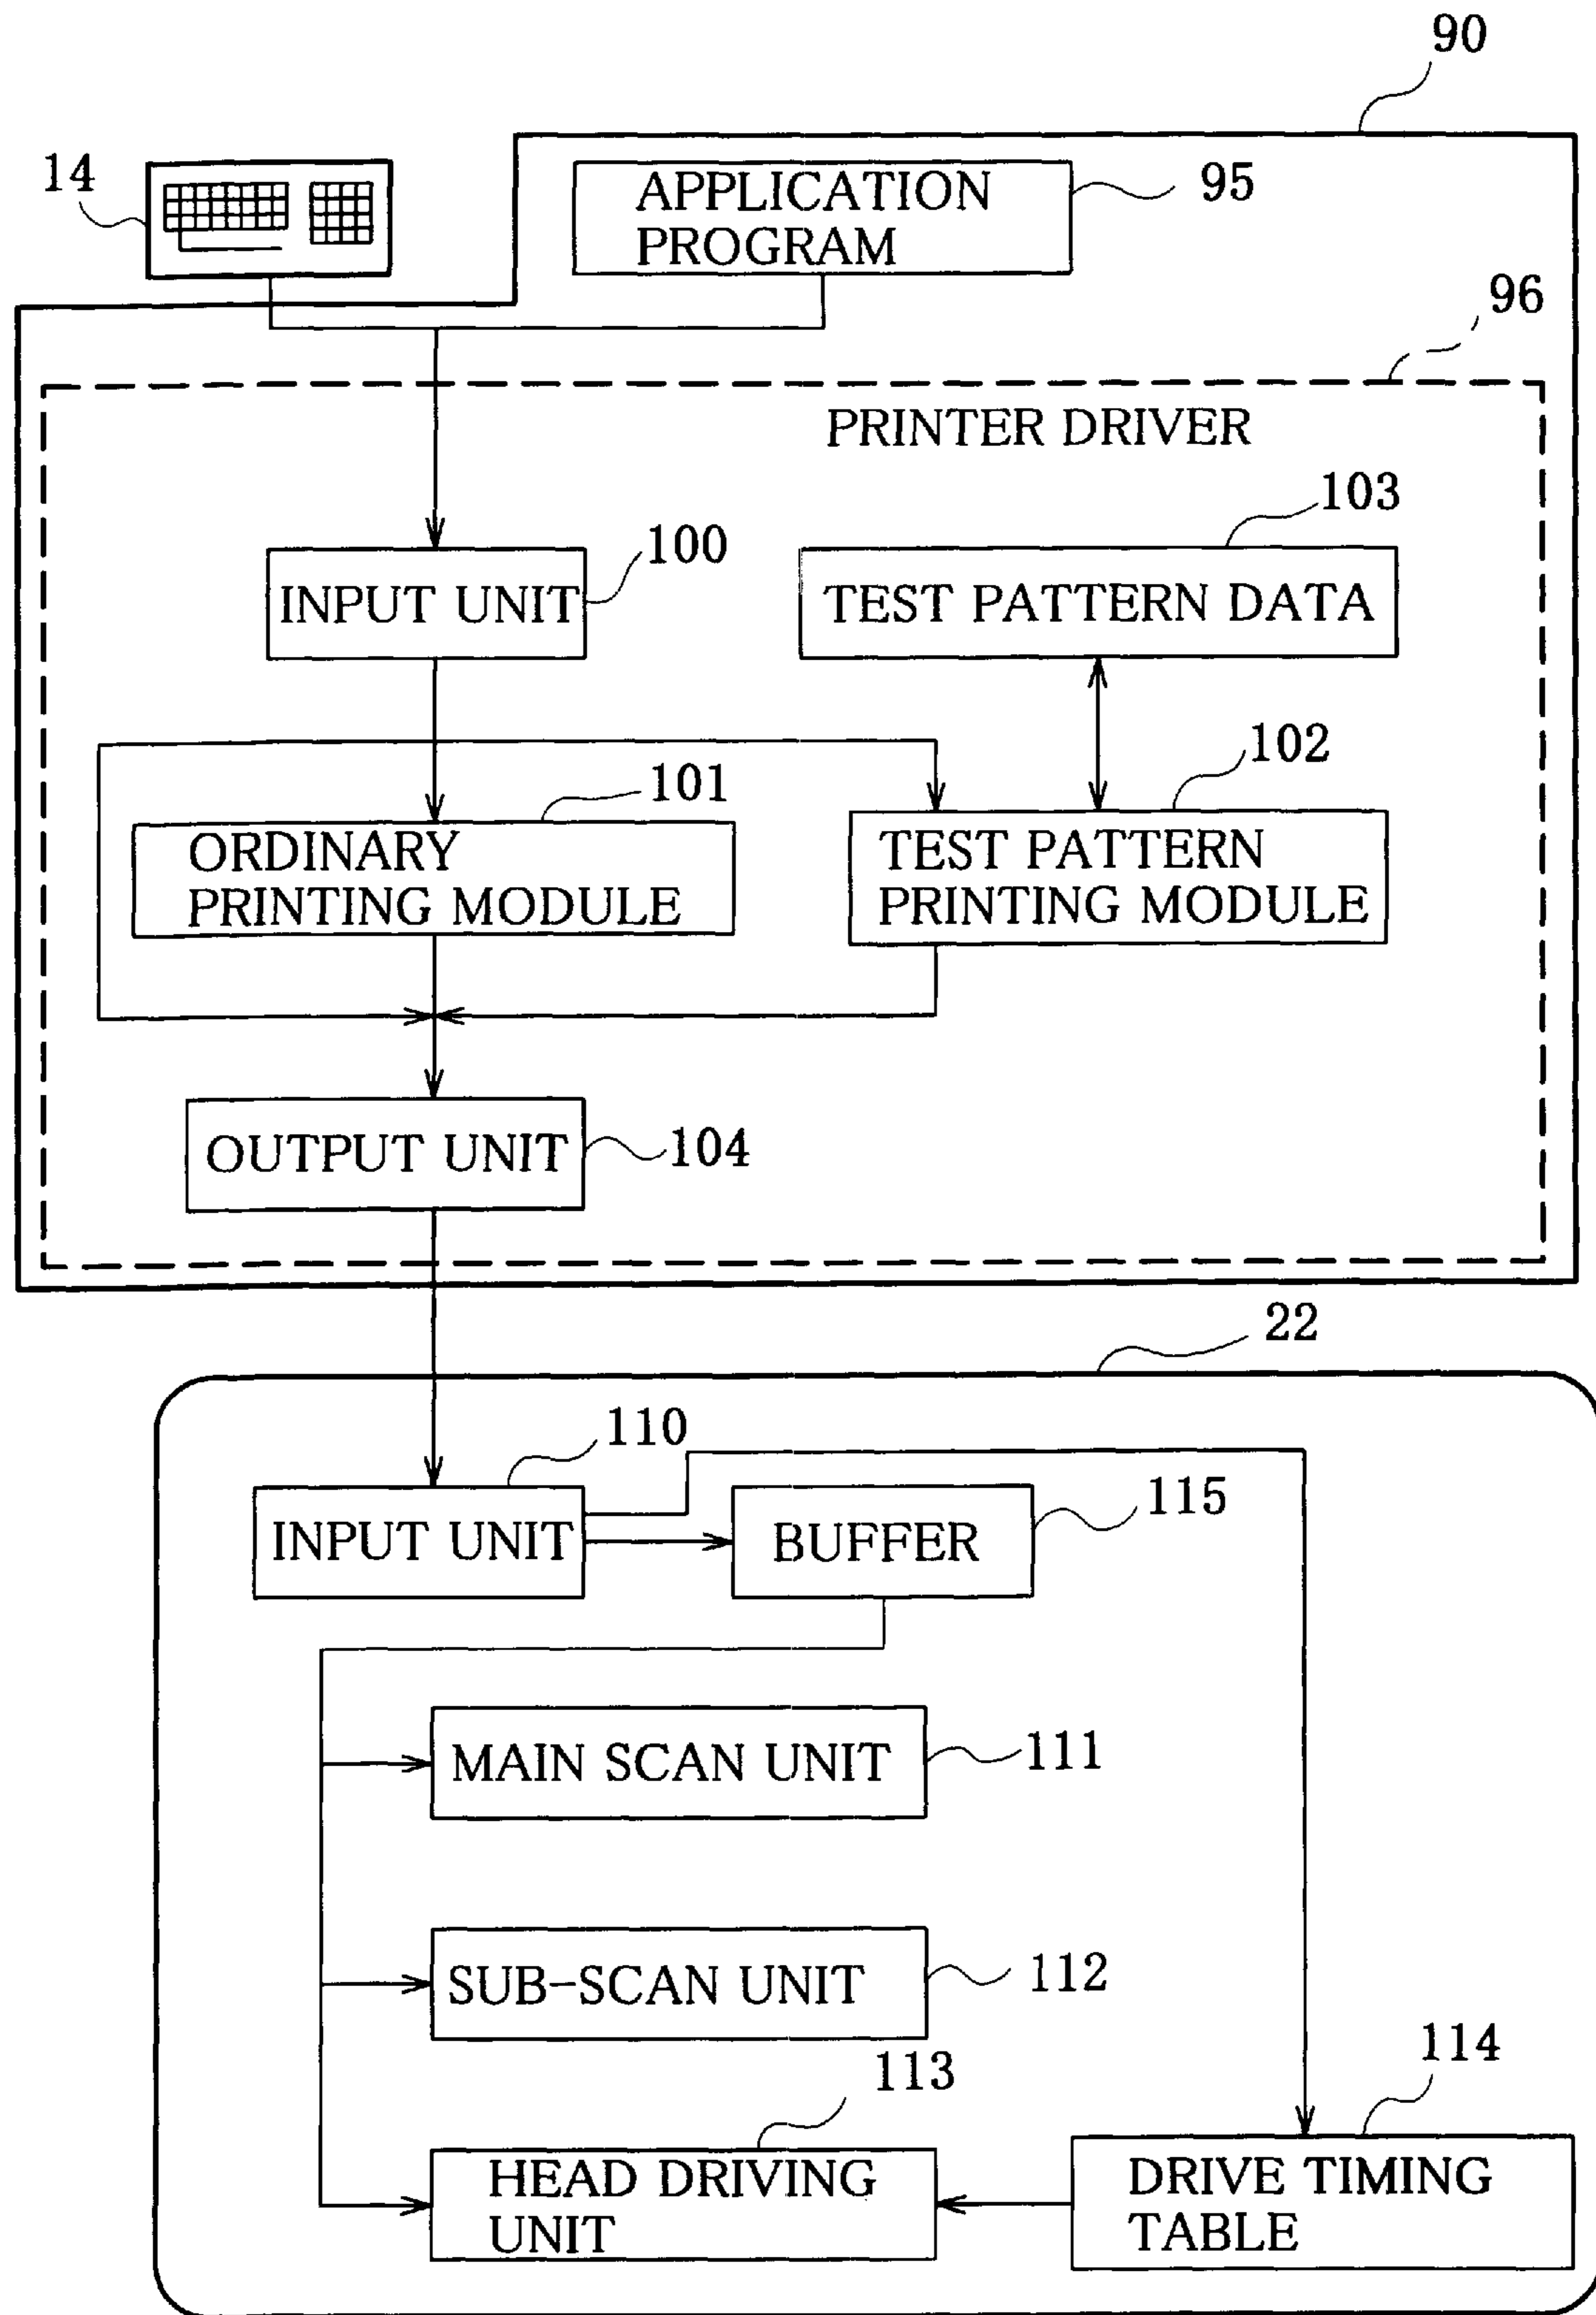 90
14
APPLICATION
PROGRAM
95
96
PRINTER DRIVER
103
100
INPUT UNIT
TEST PATTERN DATA
102
101
ORDINARY
PRINTING MODULE
TEST PATTERN
PRINTING MODULE
OUTPUT UNIT
104
22
110
INPUT UNIT
BUFFER
115
MAIN SCAN UNIT
111
SUB-SCAN UNIT
112
113
114
HEAD DRIVING
UNIT
DRIVE TIMING
TABLE